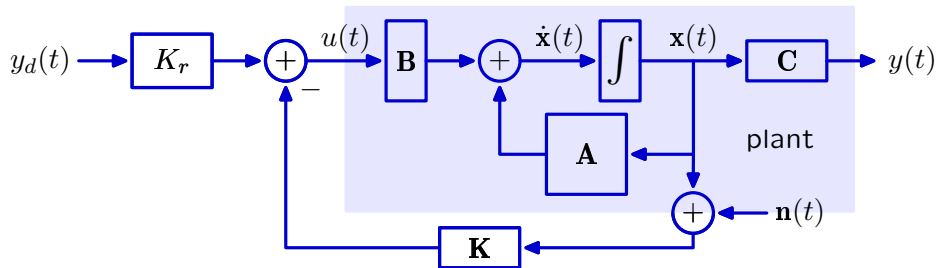 y_d(t) K_r + u(t) B + ẋ(t) ∫ x(t) C y(t)
−
A plant
+ n(t)
K